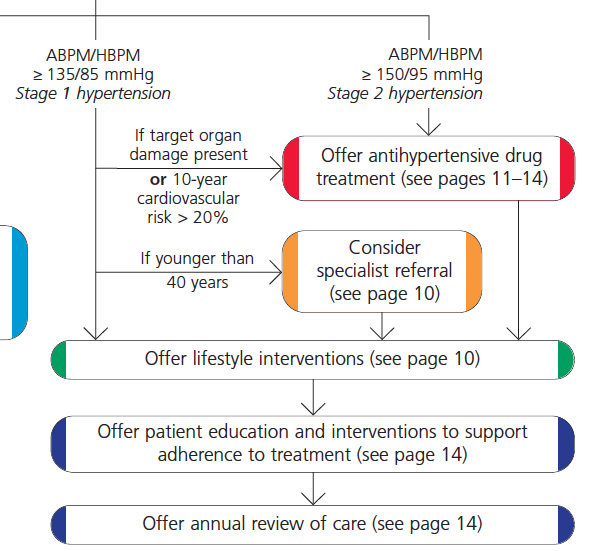 ABPM/HBPM
≥ 135/85 mmHg
Stage 1 hypertension
ABPM/HBPM
≥ 150/95 mmHg
Stage 2 hypertension
If target organ
damage present
or 10-year
cardiovascular
risk > 20%
Offer antihypertensive drug
treatment (see pages 11–14)
If younger than
40 years
Consider
specialist referral
(see page 10)
Offer lifestyle interventions (see page 10)
Offer patient education and interventions to support
adherence to treatment (see page 14)
Offer annual review of care (see page 14)